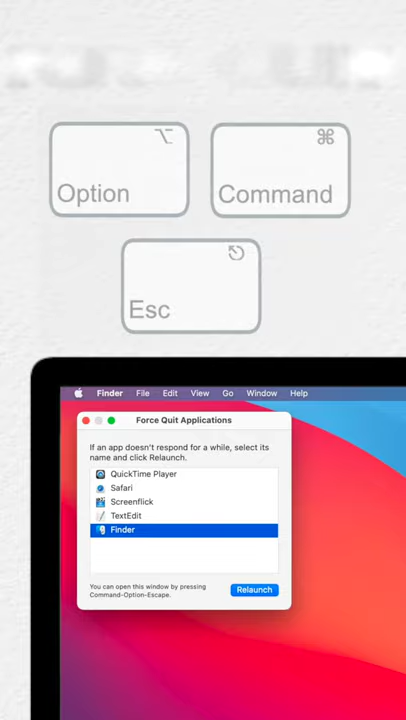 Option
Command
Esc
Finder File Edit View Go Window Help
Force Quit Applications
If an app doesn't respond for a while, select its
name and click Relaunch.
QuickTime Player
Safari
Screenflick
TextEdit
Finder
You can open this window by pressing
Command-Option-Escape.
Relaunch